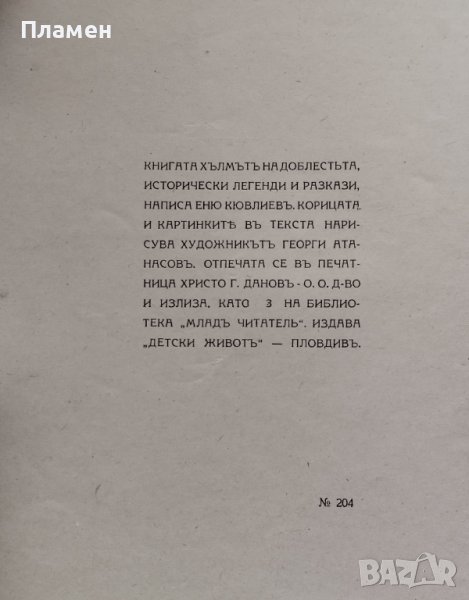 Пламен
КНИГАТА ХЪЛМЪТЪ НА ДОБЛЕСТЬТА,
ИСТОРИЧЕСКИ ЛЕГЕНДИ И РАЗКАЗИ,
НАПИСА ЕНЮ КЮВЛИЕВЪ. КОРИЦАТА
И КАРТИНКИТѢ ВЪ ТЕКСТА НАРИ-
СУВА ХУДОЖНИКЪТЪ ГЕОРГИ АТА-
НАСОВЪ. ОТПЕЧАТА СЕ ВЪ ПЕЧАТ-
НИЦА ХРИСТО Г. ДАНОВЪ - О. О. Д-ВО
И ИЗЛИЗА, КАТО 3 НА БИБЛИО-
ТЕКА „МЛАДЪ ЧИТАТЕЛЬ“. ИЗДАВА
„ДЕТСКИ ЖИВОТЪ“ — ПЛОВДИВЪ.
№ 204
BAZAR